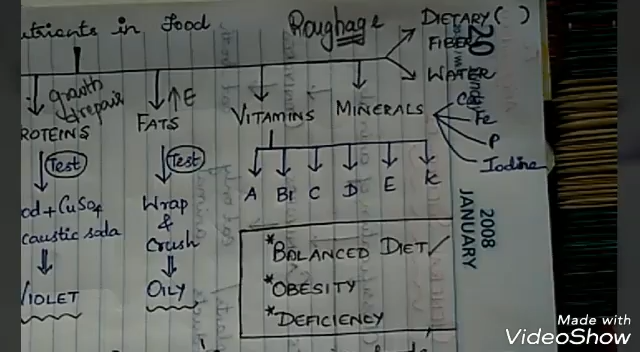 utrients in Food
Roughage
DIETARY ( )
FIBER
WATER
growth
repair
↑E
ROTEINS
FATS
VITAMINS
MINERALS
Ca
Fe
P
Iodine
Test
Test
A B1 C D E K
od + CuSO4
caustic soda
VIOLET
Wrap
&
Crush
OILY
*BALANCED DIET ✓
*OBESITY
*DEFICIENCY
20
2008
JANUARY
Made with
VideoShow